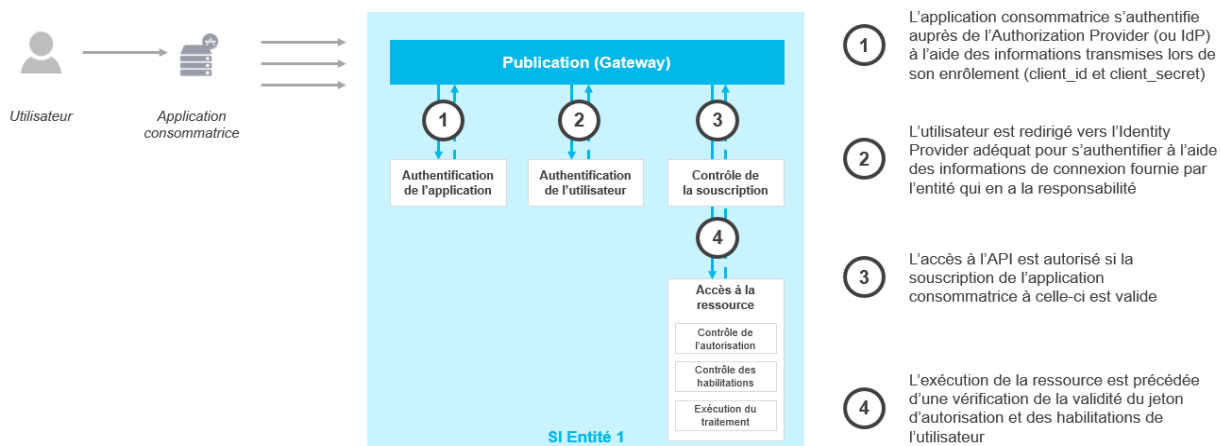 Utilisateur
Application
consommatrice
Publication (Gateway)
1
2
3
Authentification
de l'application
Authentification
de l'utilisateur
Contrôle de
la souscription
4
Accès à la
ressource
Contrôle de
l'autorisation
Contrôle des
habilitations
Exécution du
traitement
SI Entité 1
1
L'application consommatrice s'authentifie
auprès de l'Authorization Provider (ou IdP)
à l'aide des informations transmises lors de
son enrôlement (client_id et client_secret)
2
L'utilisateur est redirigé vers l'Identity
Provider adéquat pour s'authentifier à l'aide
des informations de connexion fournie par
l'entité qui en a la responsabilité
3
L'accès à l'API est autorisé si la
souscription de l'application
consommatrice à celle-ci est valide
4
L'exécution de la ressource est précédée
d'une vérification de la validité du jeton
d'autorisation et des habilitations de
l'utilisateur